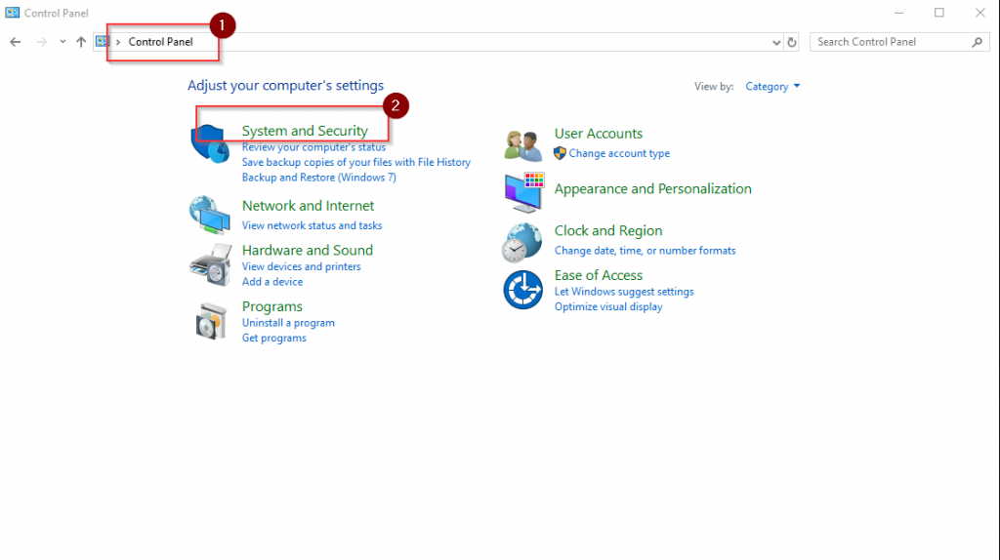 Control Panel
1
Control Panel
Search Control Panel
Adjust your computer's settings
View by: Category
2
System and Security
Review your computer's status
Save backup copies of your files with File History
Backup and Restore (Windows 7)
Network and Internet
View network status and tasks
Hardware and Sound
View devices and printers
Add a device
Programs
Uninstall a program
Get programs
User Accounts
Change account type
Appearance and Personalization
Clock and Region
Change date, time, or number formats
Ease of Access
Let Windows suggest settings
Optimize visual display